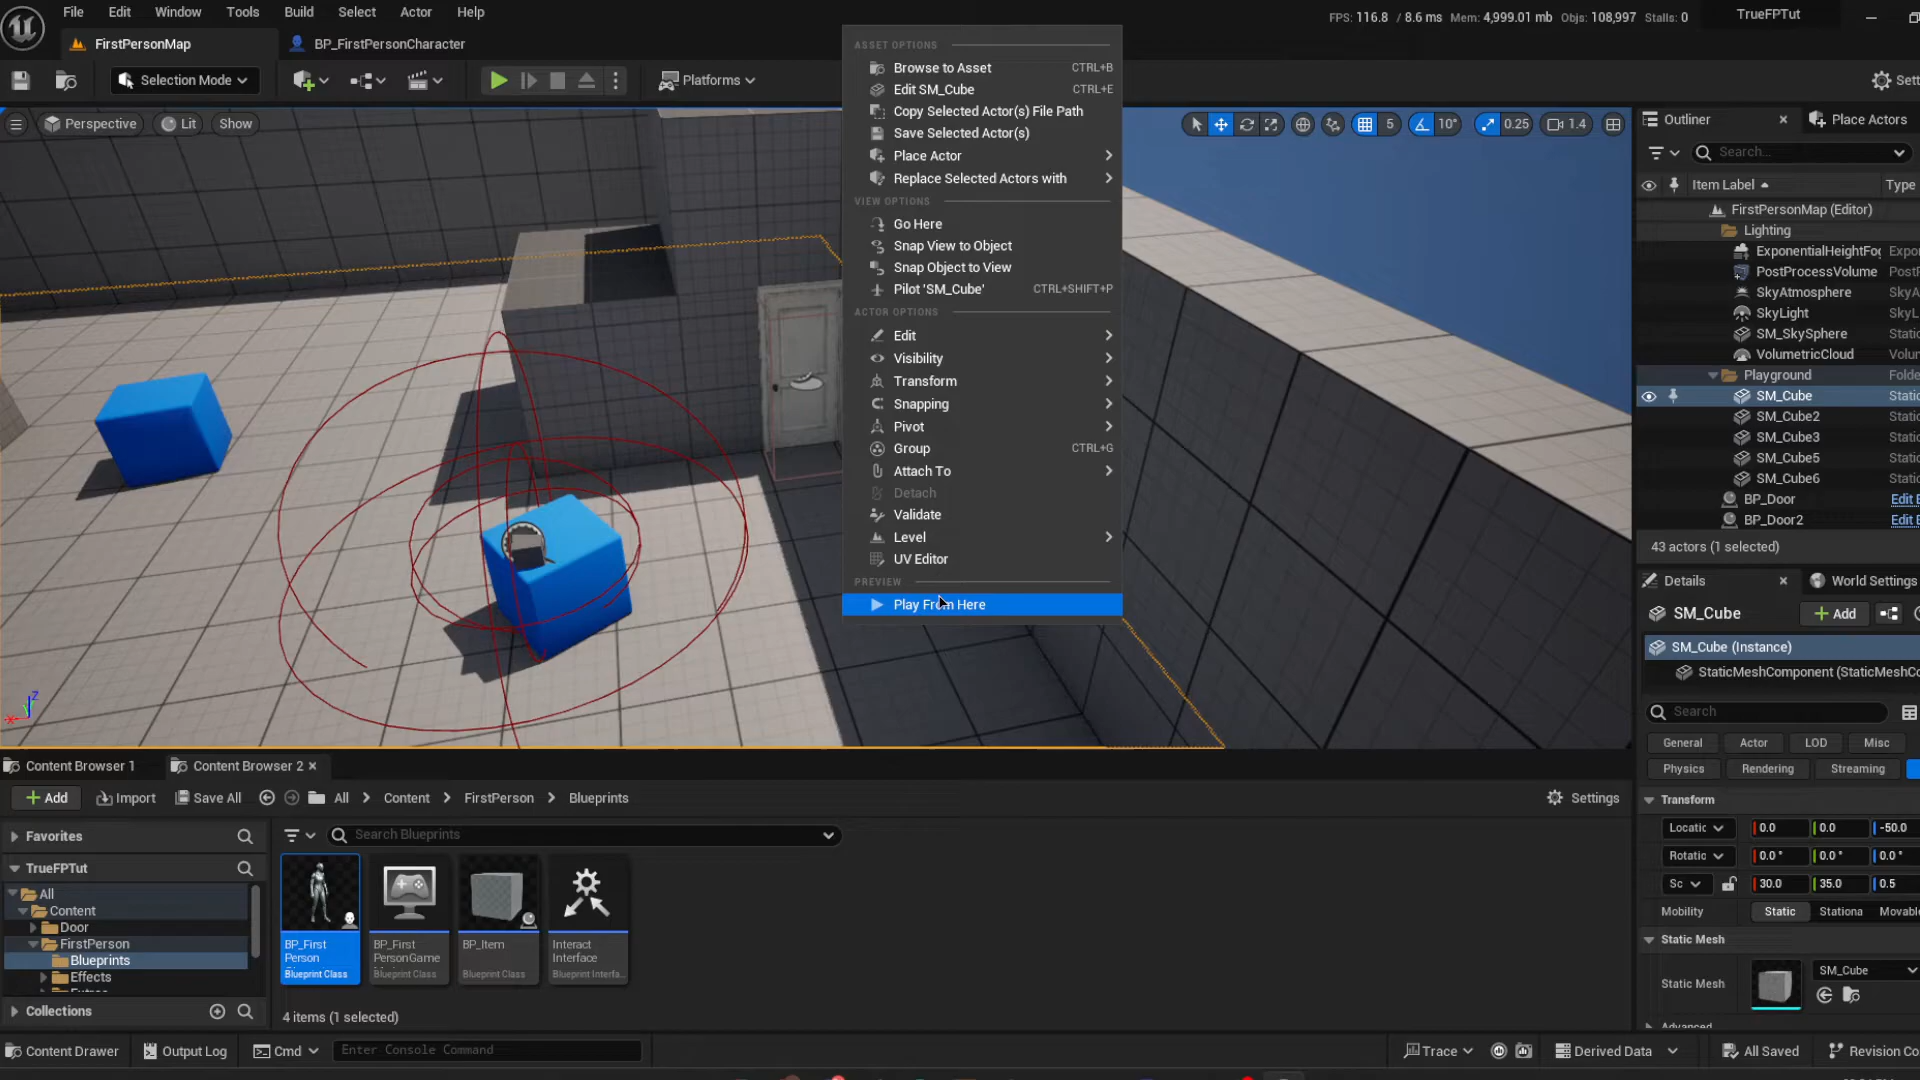 File Edit Window Tools Build Select Actor Help
FPS: 116.8 / 8.6 ms Mem: 4,999.01 mb Objs: 108,997 Stalls: 0
TrueFPTut
FirstPersonMap
BP_FirstPersonCharacter
Selection Mode
Platforms
Sett
Perspective
Lit
Show
5
10°
0.25
1.4
ASSET OPTIONS
Browse to Asset CTRL+B
Edit SM_Cube CTRL+E
Copy Selected Actor(s) File Path
Save Selected Actor(s)
Place Actor
Replace Selected Actors with
VIEW OPTIONS
Go Here
Snap View to Object
Snap Object to View
Pilot 'SM_Cube' CTRL+SHIFT+P
ACTOR OPTIONS
Edit
Visibility
Transform
Snapping
Pivot
Group CTRL+G
Attach To
Detach
Validate
Level
UV Editor
PREVIEW
Play From Here
Outliner
Place Actors
Search...
Item Label Type
FirstPersonMap (Editor)
Lighting
ExponentialHeightFog Expo
PostProcessVolume PostP
SkyAtmosphere SkyA
SkyLight SkyL
SM_SkySphere Static
VolumetricCloud Volur
Playground Folde
SM_Cube Static
SM_Cube2 Static
SM_Cube3 Static
SM_Cube5 Static
SM_Cube6 Static
BP_Door Edit
BP_Door2 Edit
43 actors (1 selected)
Details
World Settings
SM_Cube
Add
SM_Cube (Instance)
StaticMeshComponent (StaticMeshCo
Search
General Actor LOD Misc
Physics Rendering Streaming
Transform
Locatic 0.0 0.0 -50.0
Rotatic 0.0° 0.0° 0.0°
Sc 30.0 35.0 0.5
Mobility Static Stationa Movabl
Static Mesh
Static Mesh
SM_Cube
Advanced
Content Browser 1
Content Browser 2
Add
Import
Save All
All
Content
FirstPerson
Blueprints
Settings
Favorites
Search Blueprints
TrueFPTut
All
Content
Door
FirstPerson
Blueprints
Effects
Collections
BP_First
Person
Blueprint Class
BP_First
PersonGame
Blueprint Class
BP_Item
Blueprint Class
Interact
Interface
Blueprint Interfa...
4 items (1 selected)
Content Drawer
Output Log
Cmd
Enter Console Command
Trace
Derived Data
All Saved
Revision Co